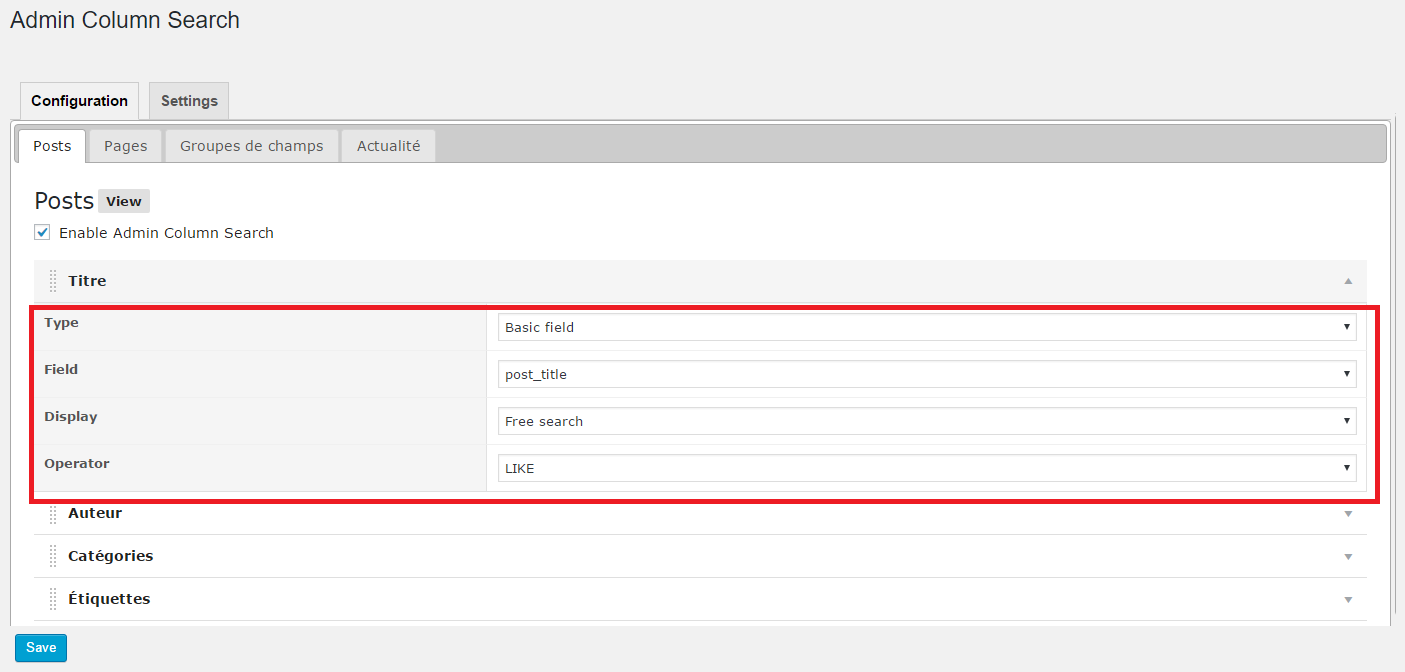 Admin Column Search
Configuration Settings
Posts Pages Groupes de champs Actualité
Posts View
Enable Admin Column Search
Titre
Type Basic field
Field post_title
Display Free search
Operator LIKE
Auteur
Catégories
Étiquettes
Save